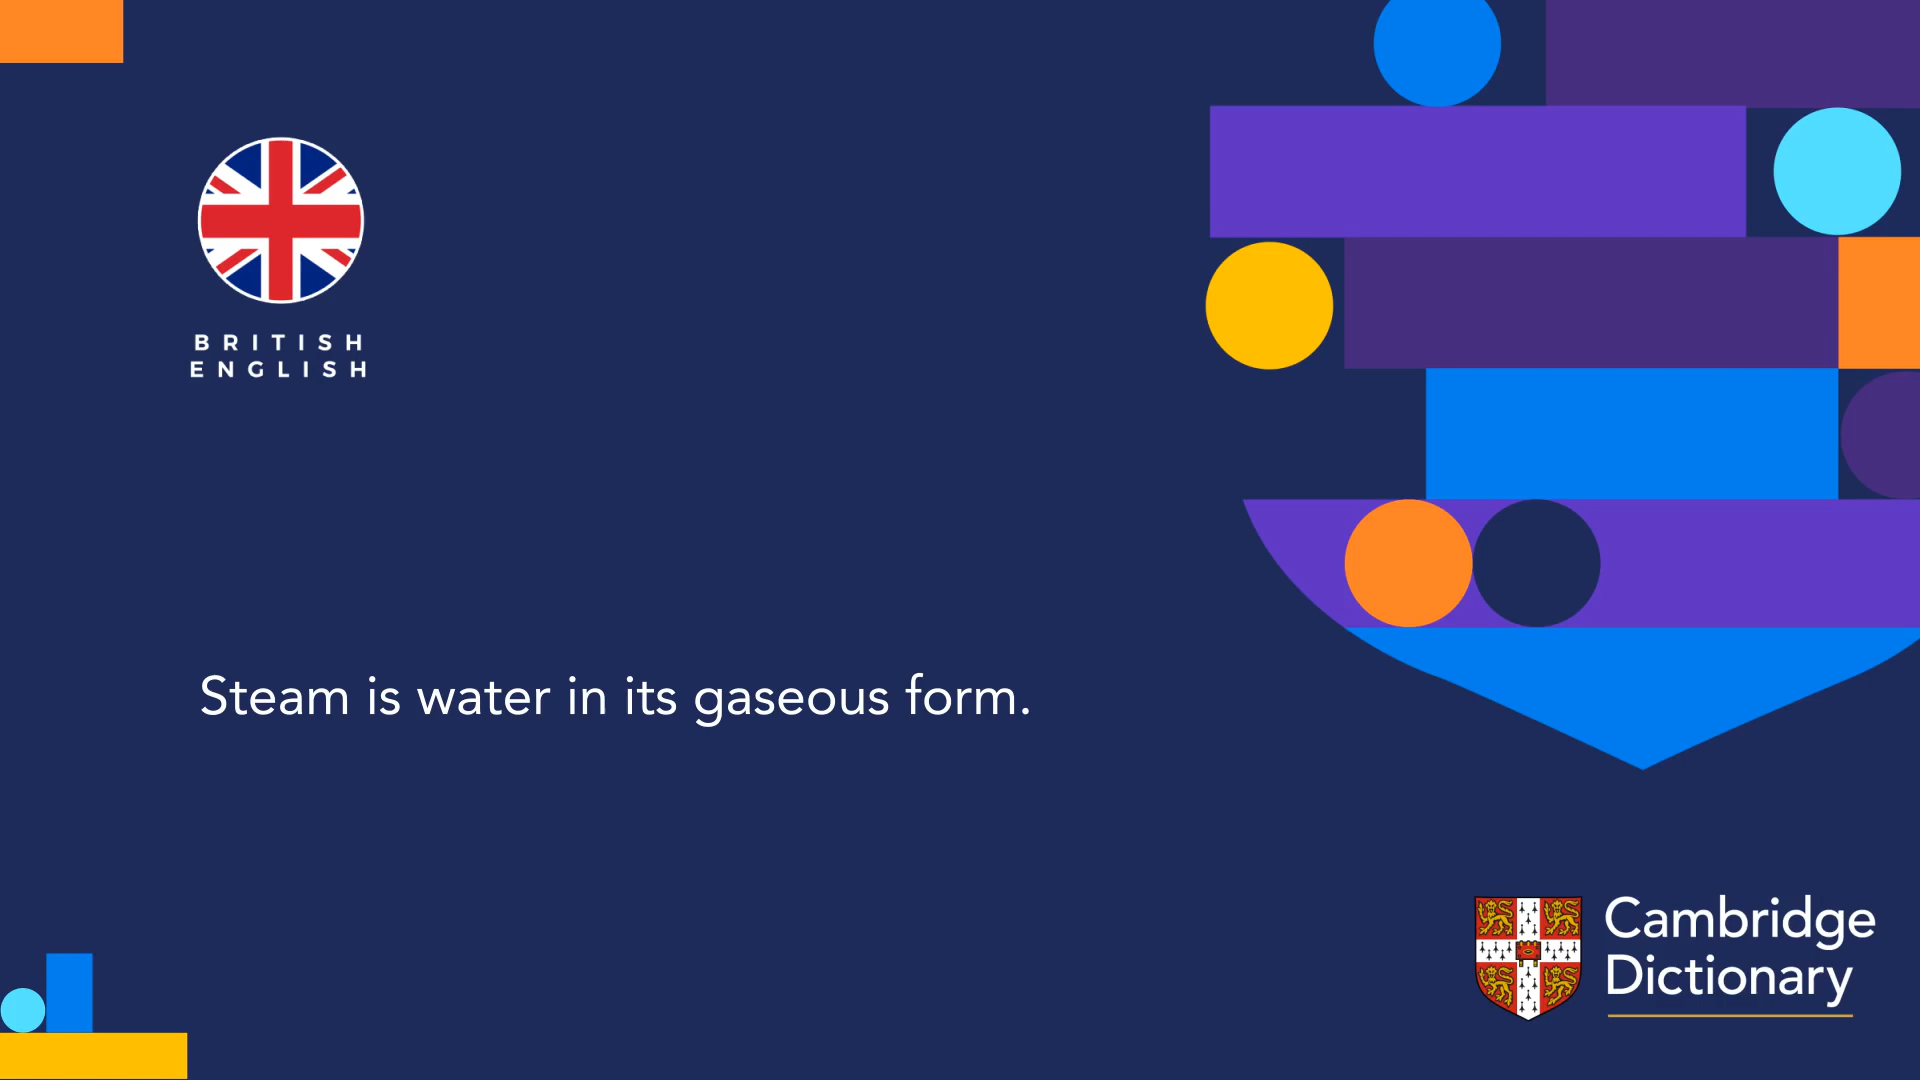 BRITISH
ENGLISH
Steam is water in its gaseous form.
Cambridge
Dictionary